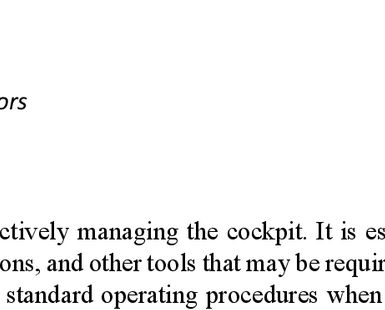 ors
ctively managing the cockpit. It is es
ons, and other tools that may be requir
standard operating procedures when